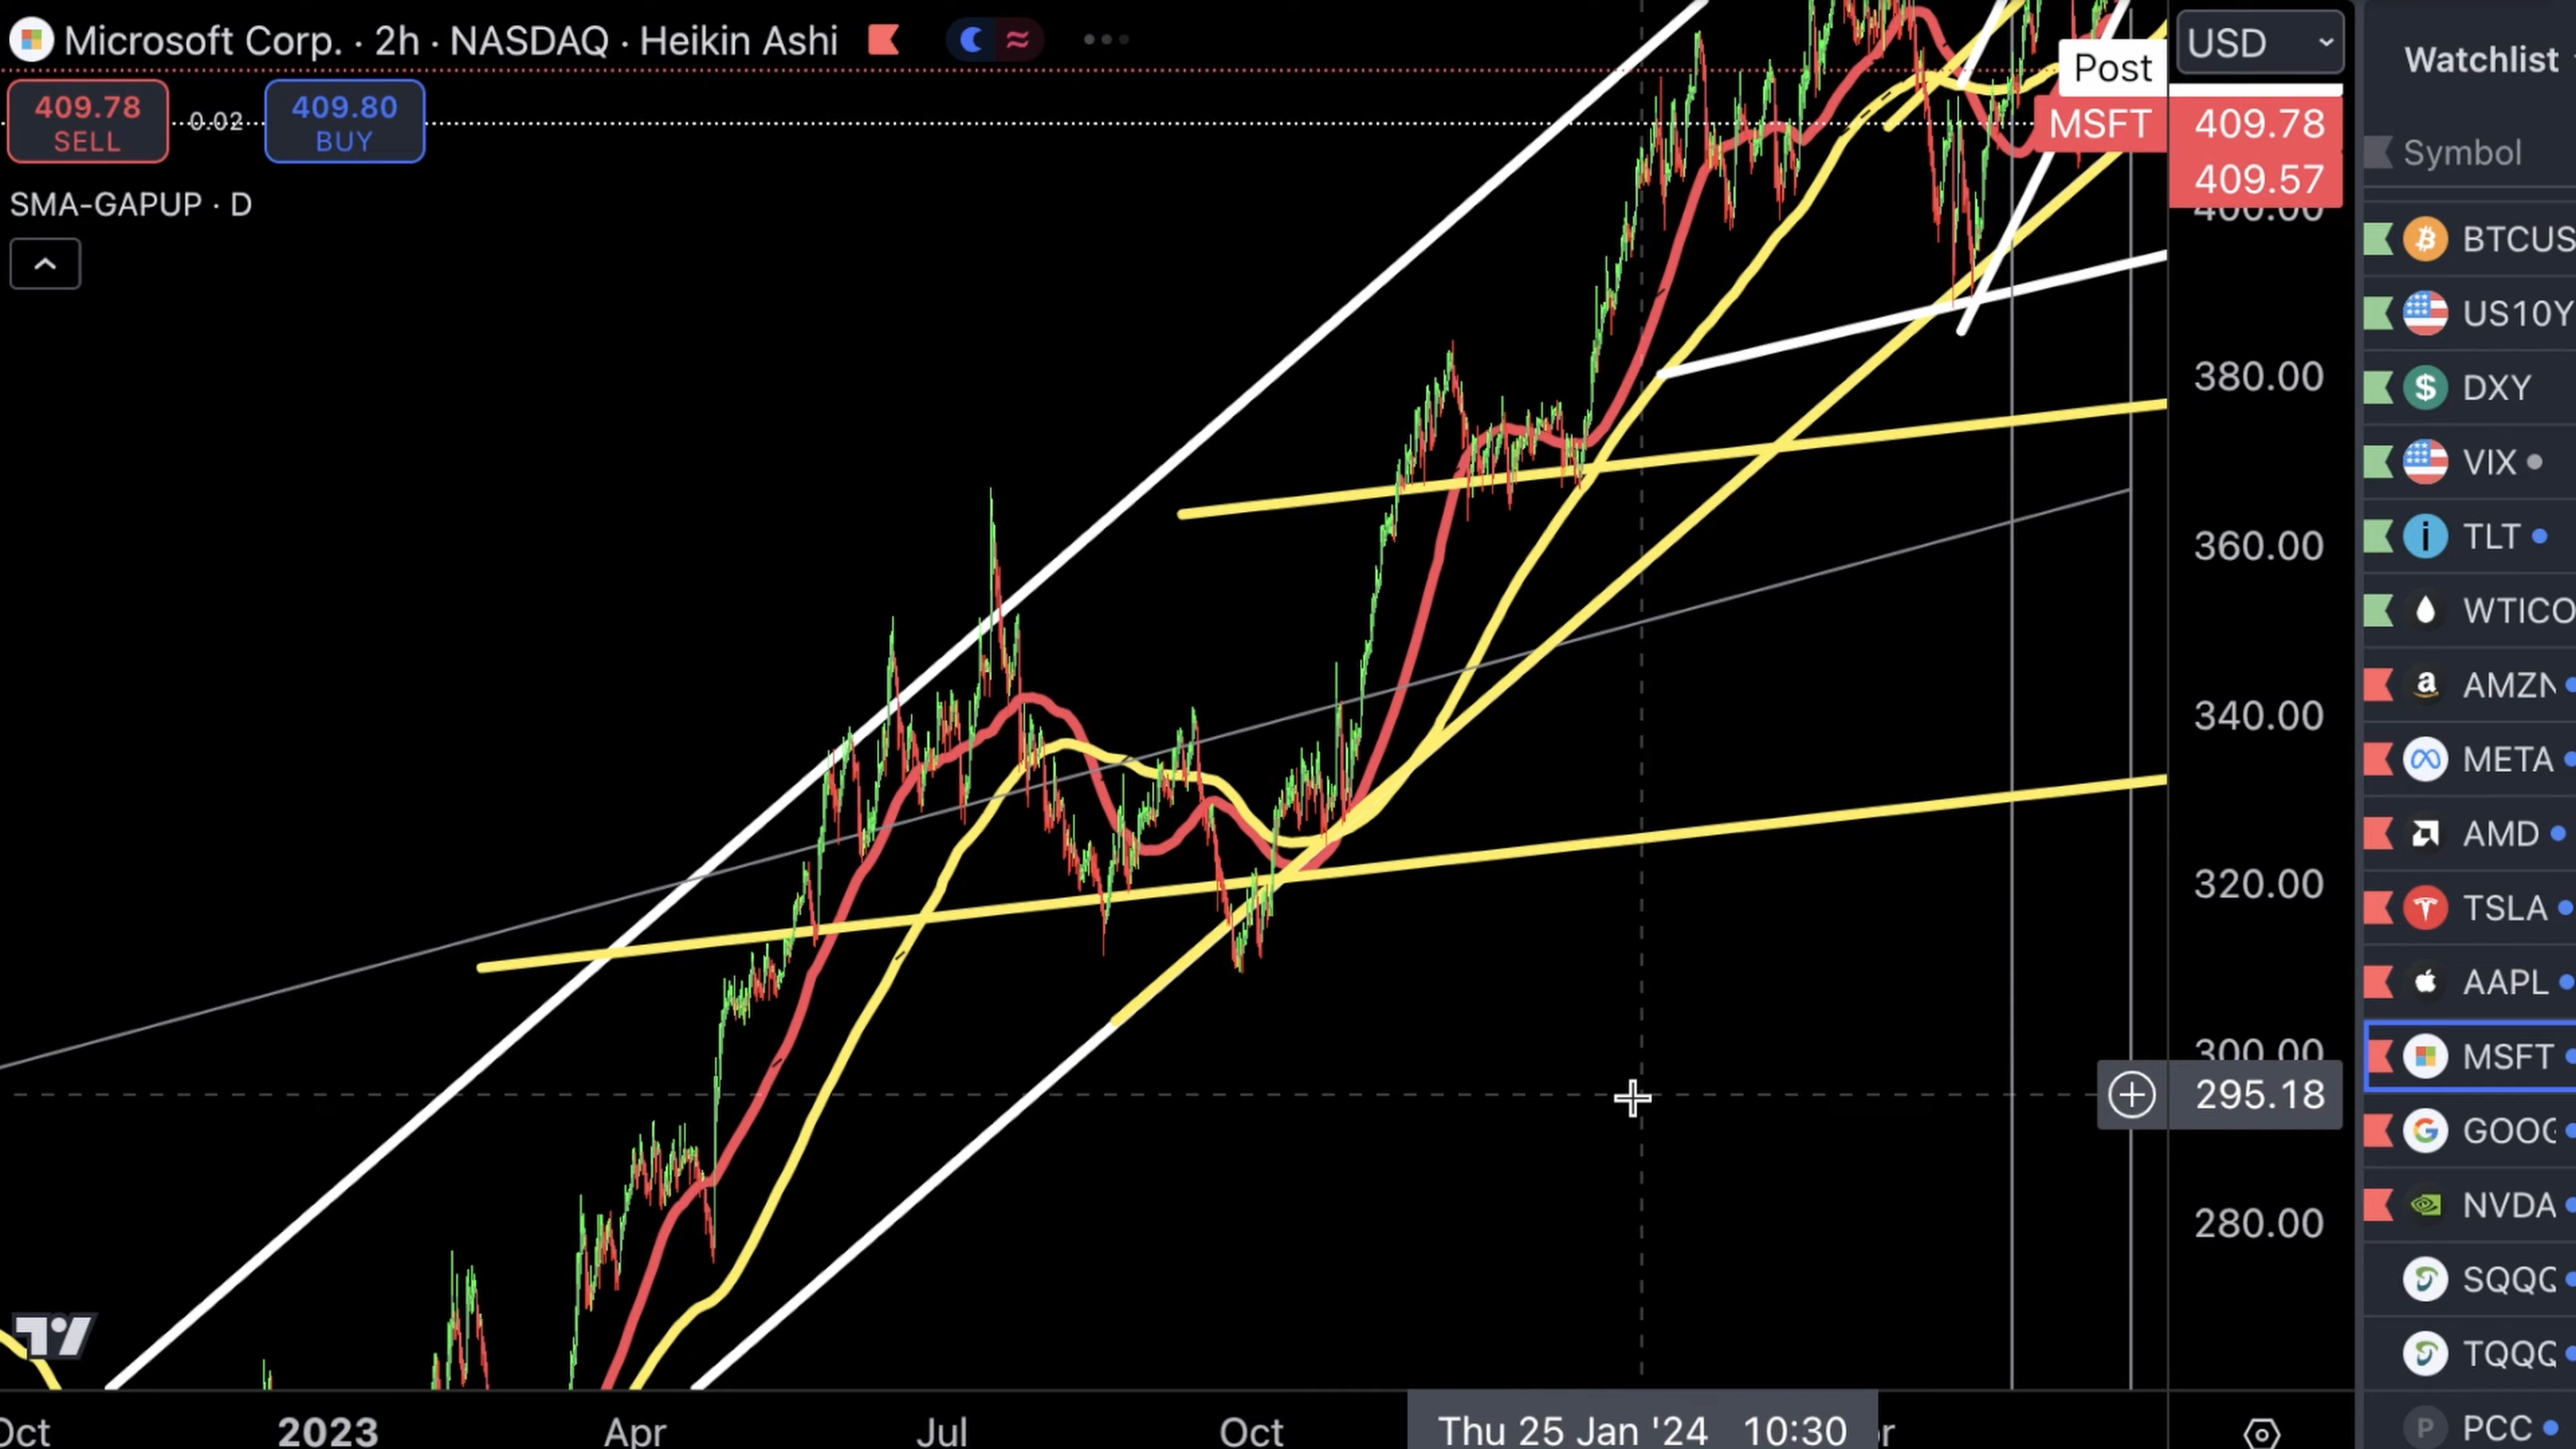 Microsoft Corp. · 2h · NASDAQ · Heikin Ashi
409.78
SELL
0.02
409.80
BUY
SMA-GAPUP · D
USD
Post
MSFT
409.78
409.57
400.00
380.00
360.00
340.00
320.00
300.00
295.18
280.00
Oct
2023
Apr
Jul
Oct
Thu 25 Jan '24 10:30
Watchlist
Symbol
BTCUS
US10Y
DXY
VIX
TLT
WTICO
AMZN
META
AMD
TSLA
AAPL
MSFT
GOOG
NVDA
SQQQ
TQQQ
PCC